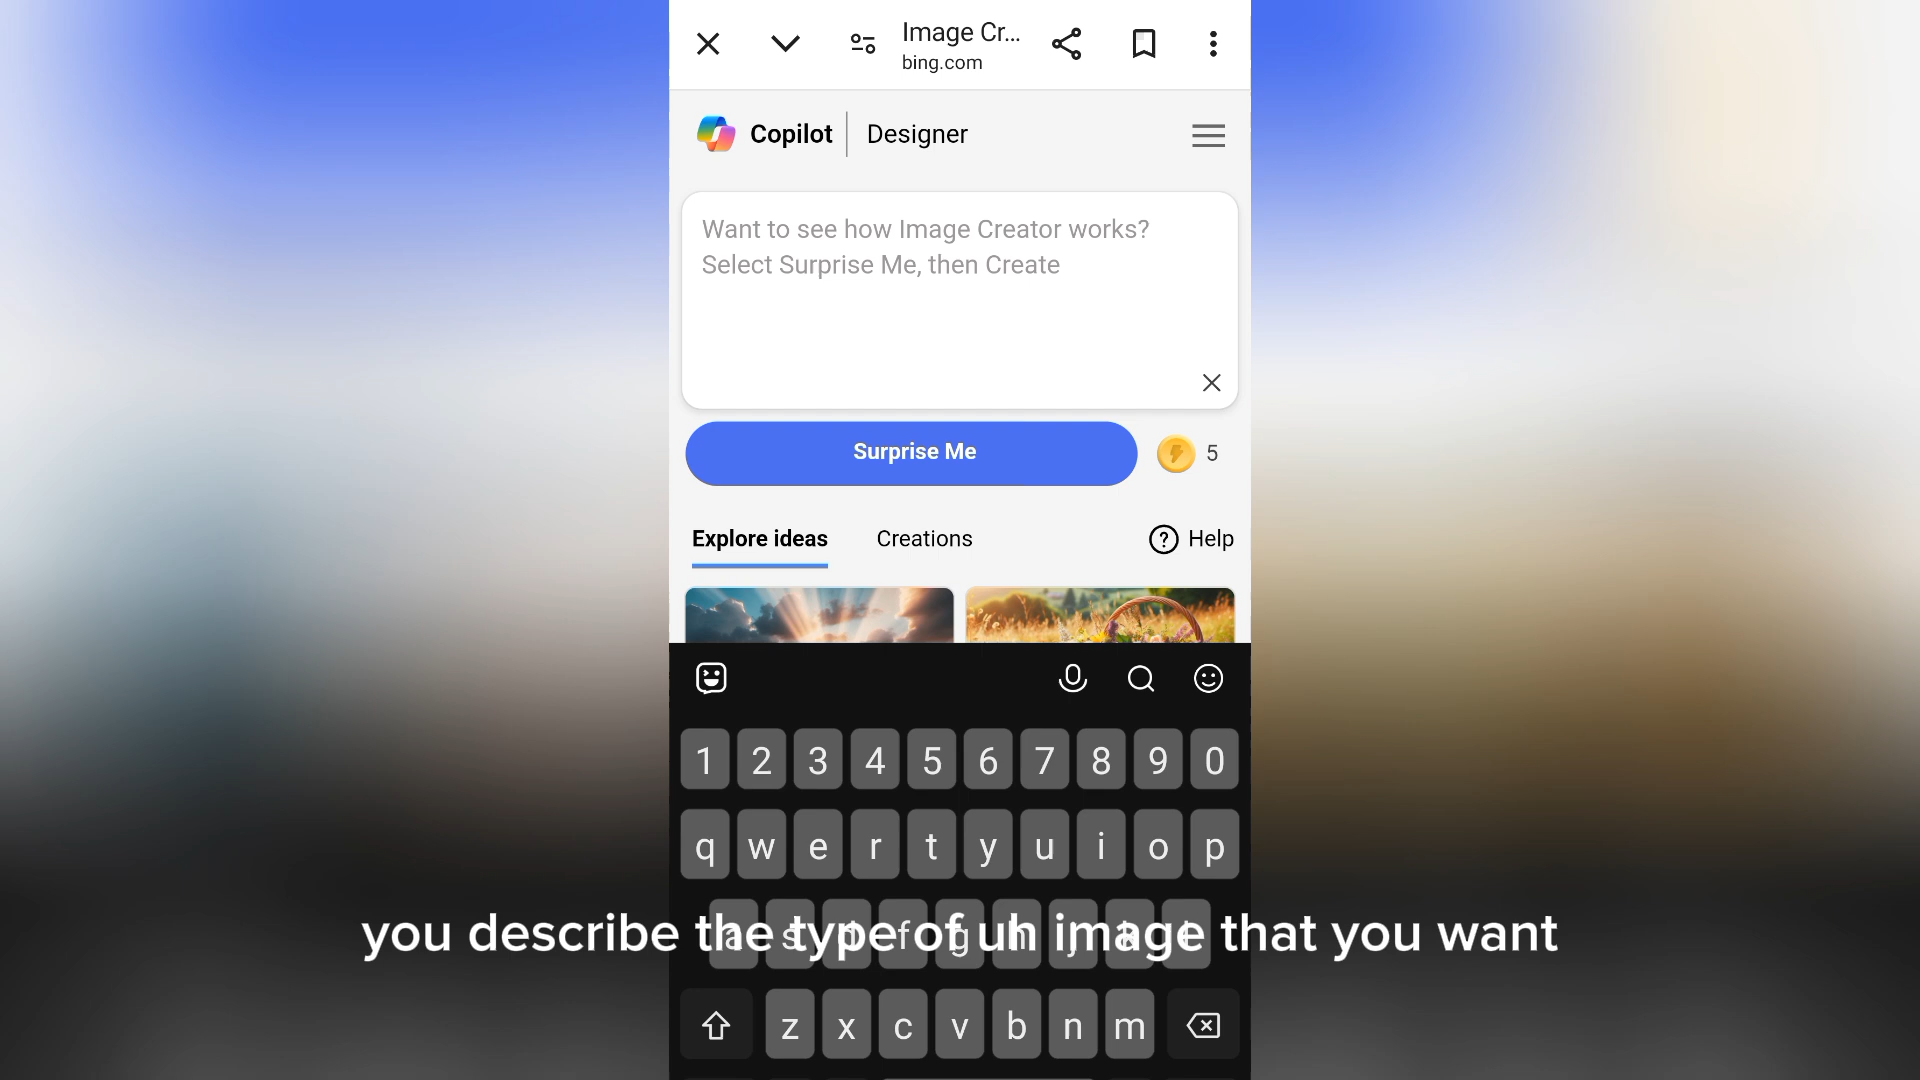 Image Cr...
bing.com
Copilot | Designer
Want to see how Image Creator works?
Select Surprise Me, then Create
Surprise Me
5
Explore ideas
Creations
? Help
1 2 3 4 5 6 7 8 9 0
q w e r t y u i o p
a s d f g h j k l
you describe the type of uh image that you want
z x c v b n m